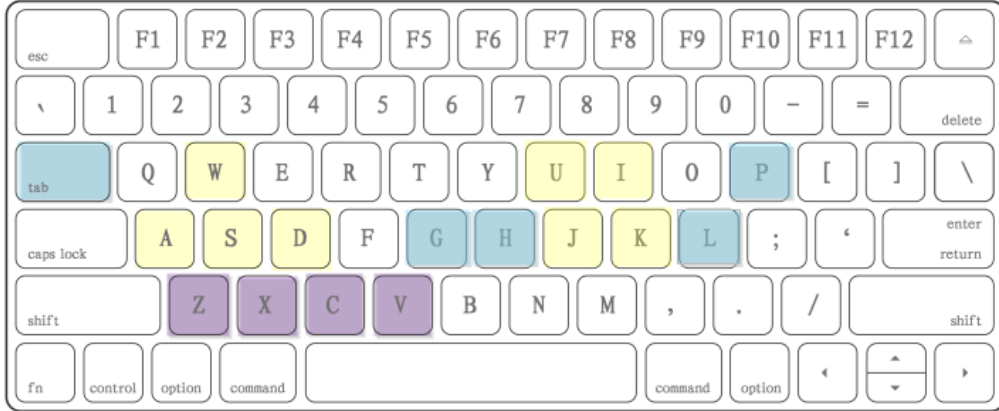 esc F1 F2 F3 F4 F5 F6 F7 F8 F9 F10 F11 F12
` 1 2 3 4 5 6 7 8 9 0 - = delete
tab Q W E R T Y U I O P [ ] \
caps lock A S D F G H J K L ; ‘ enter return
shift Z X C V B N M , . / shift
fn control option command command option